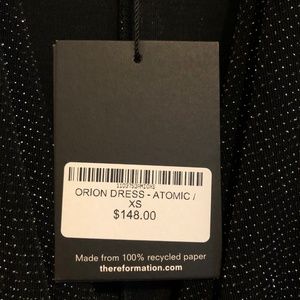 ORION DRESS - ATOMIC /
XS
$148.00
Made from 100% recycled paper
thereformation.com